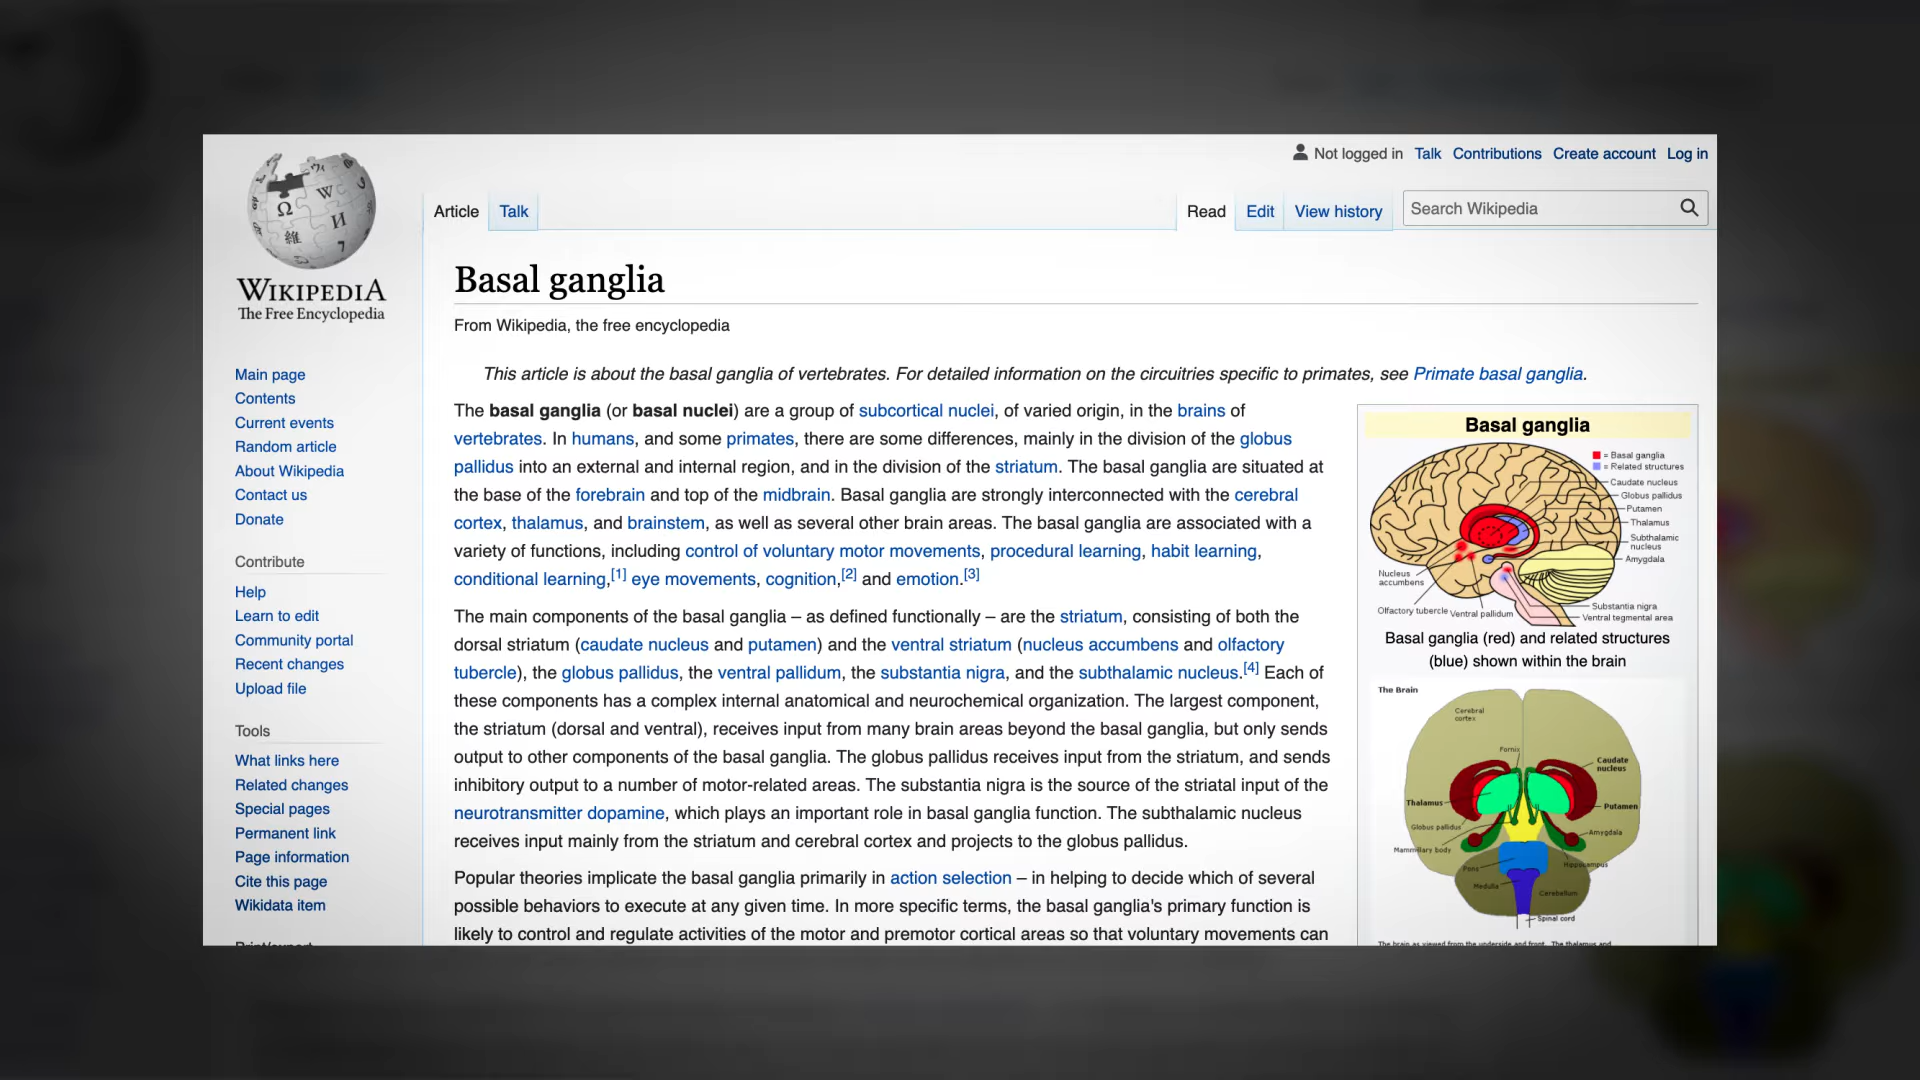 Not logged in Talk Contributions Create account Log in
Article Talk Read Edit View history Search Wikipedia
WIKIPEDIA
The Free Encyclopedia
Main page
Contents
Current events
Random article
About Wikipedia
Contact us
Donate
Contribute
Help
Learn to edit
Community portal
Recent changes
Upload file
Tools
What links here
Related changes
Special pages
Permanent link
Page information
Cite this page
Wikidata item
Print/export
Basal ganglia
From Wikipedia, the free encyclopedia
This article is about the basal ganglia of vertebrates. For detailed information on the circuitries specific to primates, see Primate basal ganglia.
The basal ganglia (or basal nuclei) are a group of subcortical nuclei, of varied origin, in the brains of
vertebrates. In humans, and some primates, there are some differences, mainly in the division of the globus
pallidus into an external and internal region, and in the division of the striatum. The basal ganglia are situated at
the base of the forebrain and top of the midbrain. Basal ganglia are strongly interconnected with the cerebral
cortex, thalamus, and brainstem, as well as several other brain areas. The basal ganglia are associated with a
variety of functions, including control of voluntary motor movements, procedural learning, habit learning,
conditional learning,[1] eye movements, cognition,[2] and emotion.[3]
The main components of the basal ganglia – as defined functionally – are the striatum, consisting of both the
dorsal striatum (caudate nucleus and putamen) and the ventral striatum (nucleus accumbens and olfactory
tubercle), the globus pallidus, the ventral pallidum, the substantia nigra, and the subthalamic nucleus.[4] Each of
these components has a complex internal anatomical and neurochemical organization. The largest component,
the striatum (dorsal and ventral), receives input from many brain areas beyond the basal ganglia, but only sends
output to other components of the basal ganglia. The globus pallidus receives input from the striatum, and sends
inhibitory output to a number of motor-related areas. The substantia nigra is the source of the striatal input of the
neurotransmitter dopamine, which plays an important role in basal ganglia function. The subthalamic nucleus
receives input mainly from the striatum and cerebral cortex and projects to the globus pallidus.
Popular theories implicate the basal ganglia primarily in action selection – in helping to decide which of several
possible behaviors to execute at any given time. In more specific terms, the basal ganglia's primary function is
likely to control and regulate activities of the motor and premotor cortical areas so that voluntary movements can
Basal ganglia
= Basal ganglia
= Related structures
Caudate nucleus
Globus pallidus
Putamen
Thalamus
Subthalamic
nucleus
Amygdala
Nucleus
accumbens
Olfactory tubercle
Ventral pallidum
Substantia nigra
Ventral tegmental area
Basal ganglia (red) and related structures
(blue) shown within the brain
The Brain
Cerebral
cortex
Fornix
Caudate
nucleus
Thalamus
Putamen
Globus pallidus
Amygdala
Mammillary body
Hippocampus
Pons
Medulla
Cerebellum
Spinal cord
The brain as viewed from the underside and front. The thalamus and